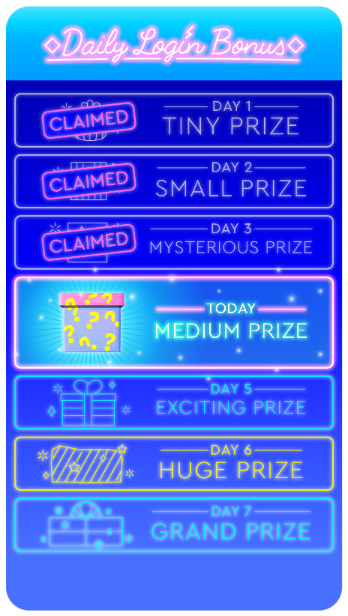 Daily Login Bonus
CLAIMED
DAY 1
TINY PRIZE
CLAIMED
DAY 2
SMALL PRIZE
CLAIMED
DAY 3
MYSTERIOUS PRIZE
TODAY
MEDIUM PRIZE
DAY 5
EXCITING PRIZE
DAY 6
HUGE PRIZE
DAY 7
GRAND PRIZE